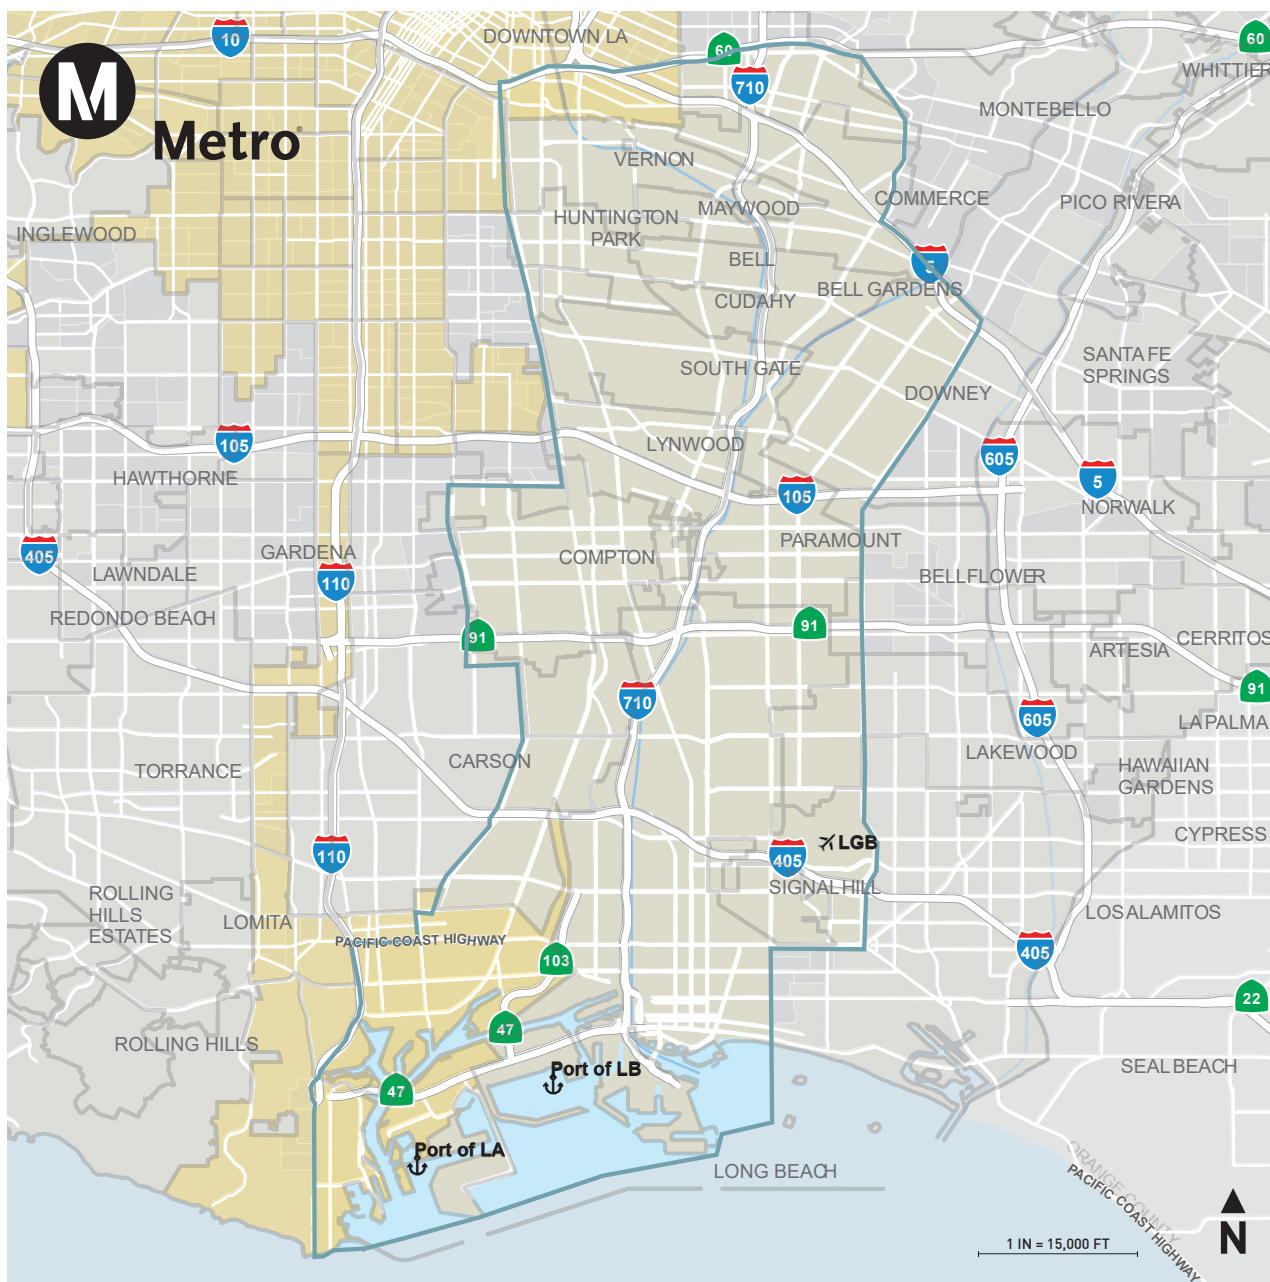 10
DOWNTOWN LA
60
60
WHITTIER
M
Metro
710
MONTEBELLO
VERNON
COMMERCE
PICO RIVERA
MAYWOOD
HUNTINGTON
PARK
INGLEWOOD
BELL
5
BELL GARDENS
CUDAHY
SANTA FE
SPRINGS
SOUTH GATE
DOWNEY
105
LYNWOOD
605
HAWTHORNE
105
5
NORWALK
405
GARDENA
COMPTON
PARAMOUNT
LAWNDALE
110
BELLFLOWER
REDONDO BEACH
91
91
CERRITOS
ARTESIA
710
91
605
LA PALMA
CARSON
LAKEWOOD
TORRANCE
HAWAIIAN
GARDENS
CYPRESS
110
405
LGB
SIGNAL HILL
ROLLING
HILLS
ESTATES
LOMITA
LOS ALAMITOS
PACIFIC COAST HIGHWAY
103
405
22
47
ROLLING HILLS
Port of LB
SEAL BEACH
47
Port of LA
LONG BEACH
ORANGE COUNTY
PACIFIC COAST HIGHWAY
N
1 IN = 15,000 FT